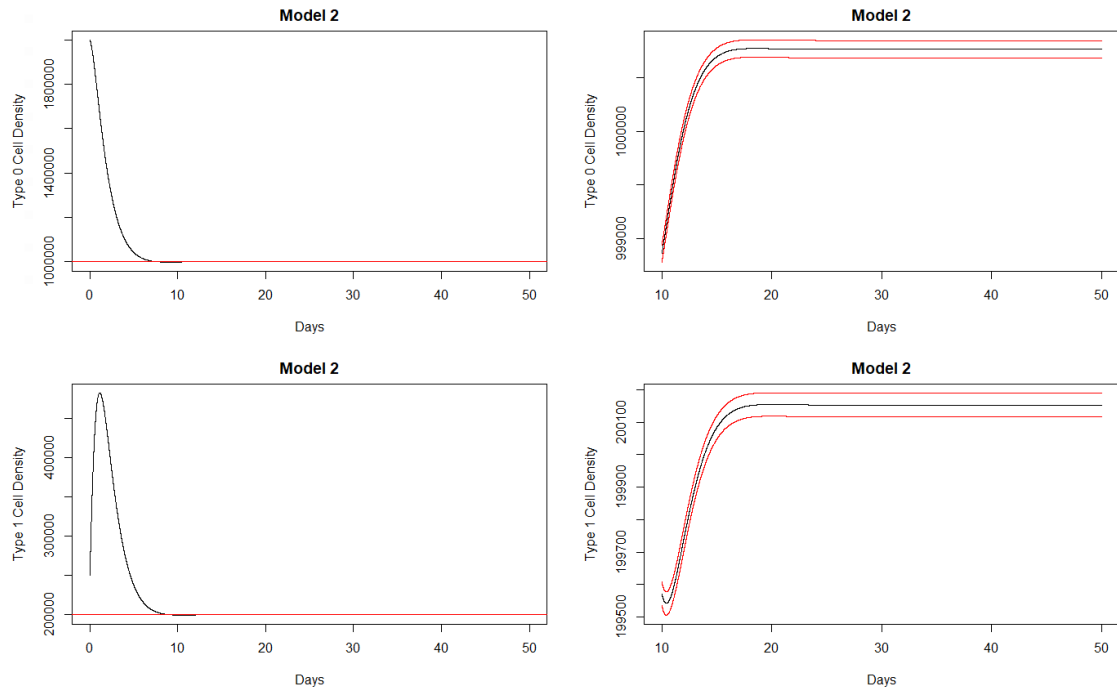 Model 2
Type 0 Cell Density
1000000 1400000 1800000
0 10 20 30 40 50
Days
Model 2
Type 0 Cell Density
999000 1000000
10 20 30 40 50
Days
Model 2
Type 1 Cell Density
200000 300000 400000
0 10 20 30 40 50
Days
Model 2
Type 1 Cell Density
199500 199700 199900 200100
10 20 30 40 50
Days